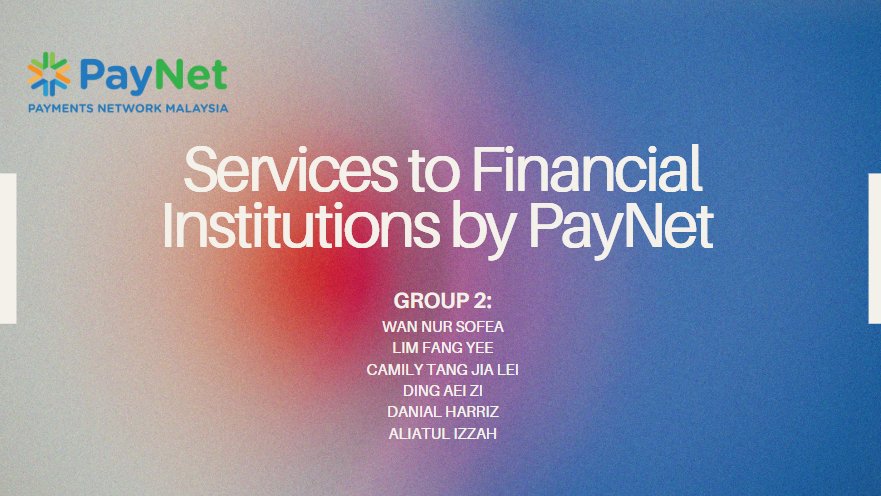 PayNet
PAYMENTS NETWORK MALAYSIA
Services to Financial
Institutions by PayNet
GROUP 2:
WAN NUR SOFEA
LIM FANG YEE
CAMILY TANG JIA LEI
DING AEI ZI
DANIAL HARRIZ
ALIATUL IZZAH